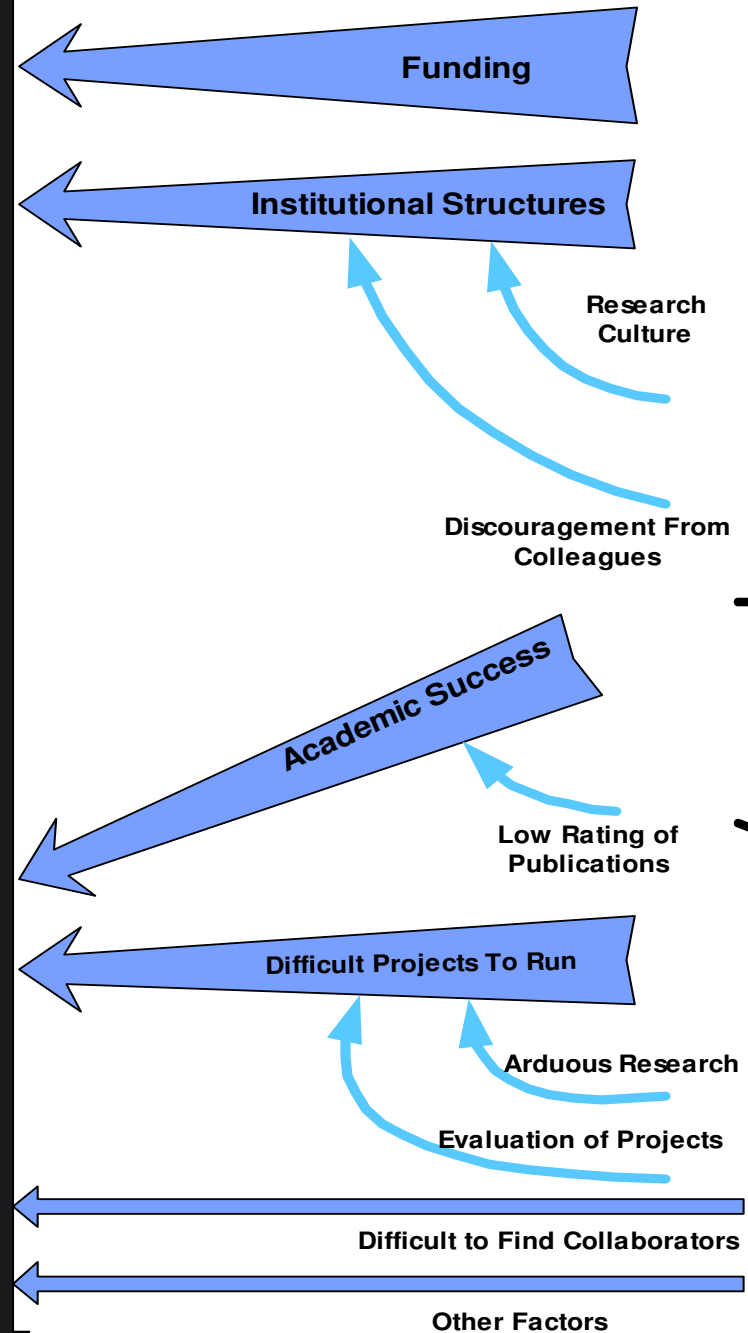 Funding
Institutional Structures
Research
Culture
Discouragement From
Colleagues
Academic Success
Low Rating of
Publications
Difficult Projects To Run
Arduous Research
Evaluation of Projects
Difficult to Find Collaborators
Other Factors